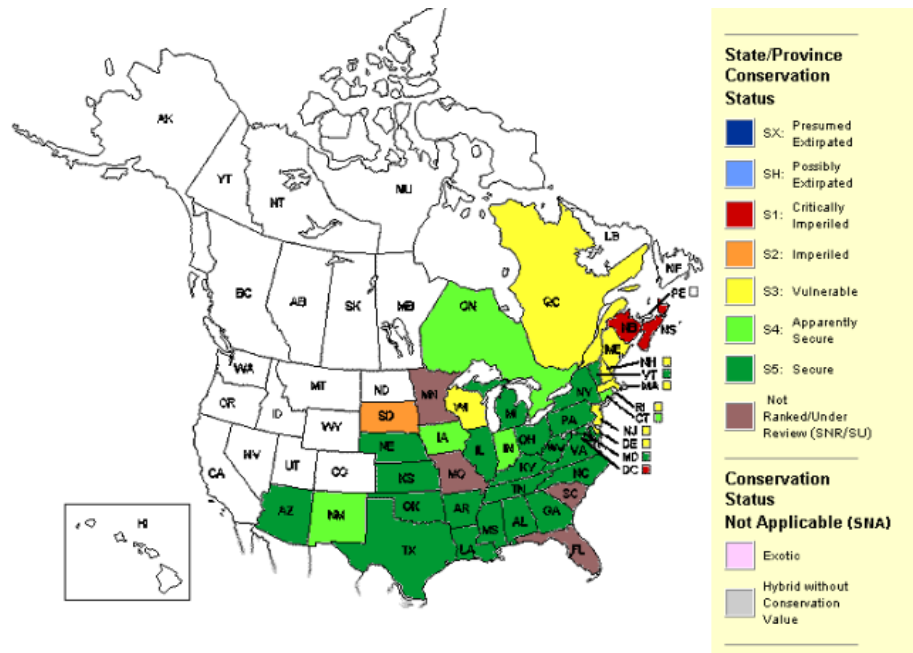 AK
YT
NT
NU
BC
AB
SK
MB
ON
QC
LB
NF
PE
NB
NS
ME
NH
VT
MA
RI
CT
NJ
DE
MD
DC
WA
OR
ID
MT
ND
MN
WI
MI
NY
SD
WY
NE
IA
IL
IN
OH
PA
CA
NV
UT
CO
KS
MO
KY
WV
VA
NC
TN
SC
AZ
NM
OK
AR
TX
LA
MS
AL
GA
FL
HI
State/Province
Conservation
Status
SX: Presumed
Extirpated
SH: Possibly
Extirpated
S1: Critically
Imperiled
S2: Imperiled
S3: Vulnerable
S4: Apparently
Secure
S5: Secure
Not
Ranked/Under
Review (SNR/SU)
Conservation
Status
Not Applicable (SNA)
Exotic
Hybrid without
Conservation
Value